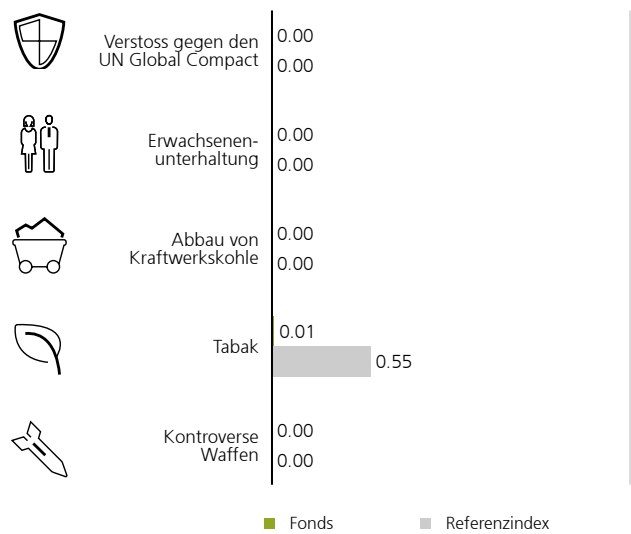 Verstoss gegen den
UN Global Compact
0.00
0.00
Erwachsenen-
unterhaltung
0.00
0.00
Abbau von
Kraftwerkskohle
0.00
0.00
Tabak
0.01
0.55
Kontroverse
Waffen
0.00
0.00
Fonds
Referenzindex